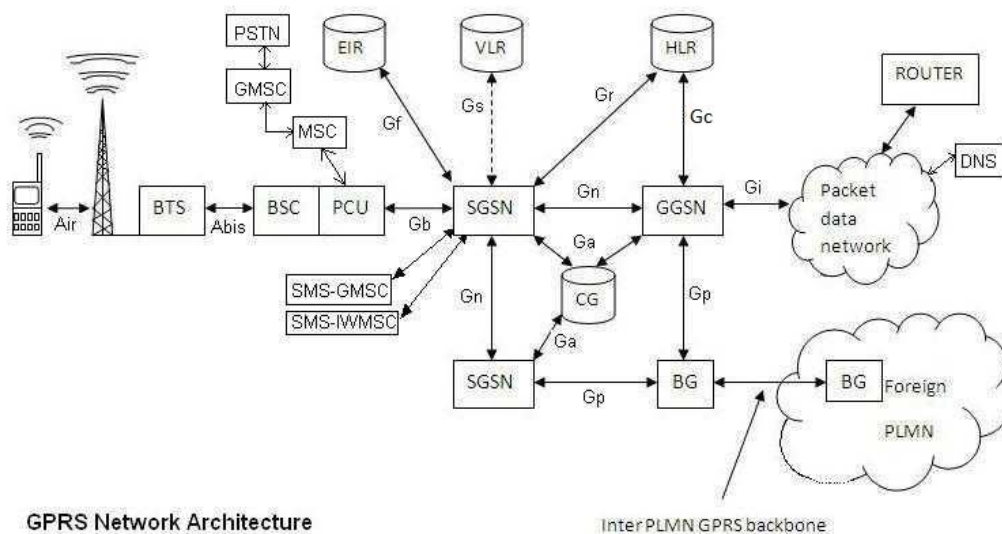 PSTN
EIR
VLR
HLR
ROUTER
GMSC
Gs
Gr
MSC
Gf
Gc
DNS
BTS
BSC
PCU
SGSN
Gn
GGSN
Gi
Packet
data
network
Air
Abis
Gb
Ga
SMS-GMSC
Gn
CG
Gp
SMS-IWMSC
Ga
SGSN
Gp
BG
BG
Foreign
PLMN
GPRS Network Architecture
Inter PLMN GPRS backbone